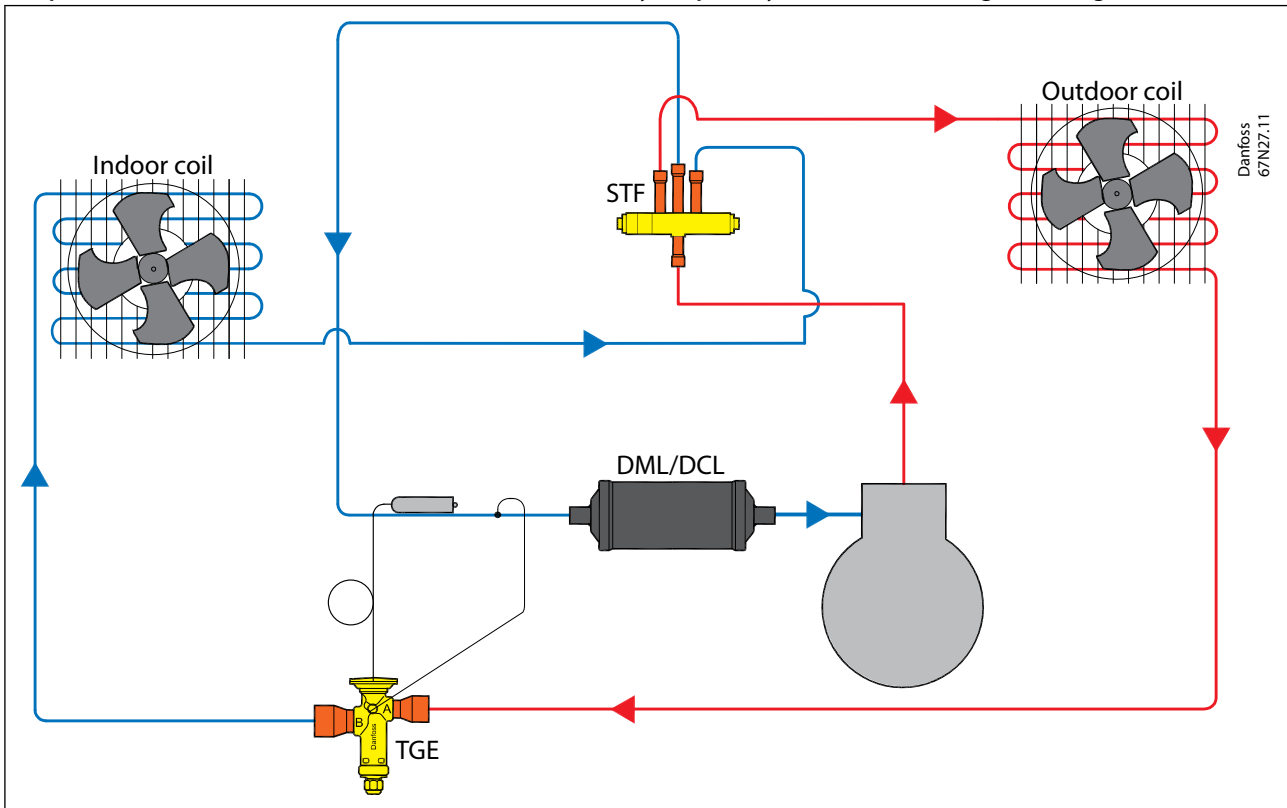 Outdoor coil
Danfoss
67N27.11
Indoor coil
STF
DML/DCL
B
A
Danfoss
TGE